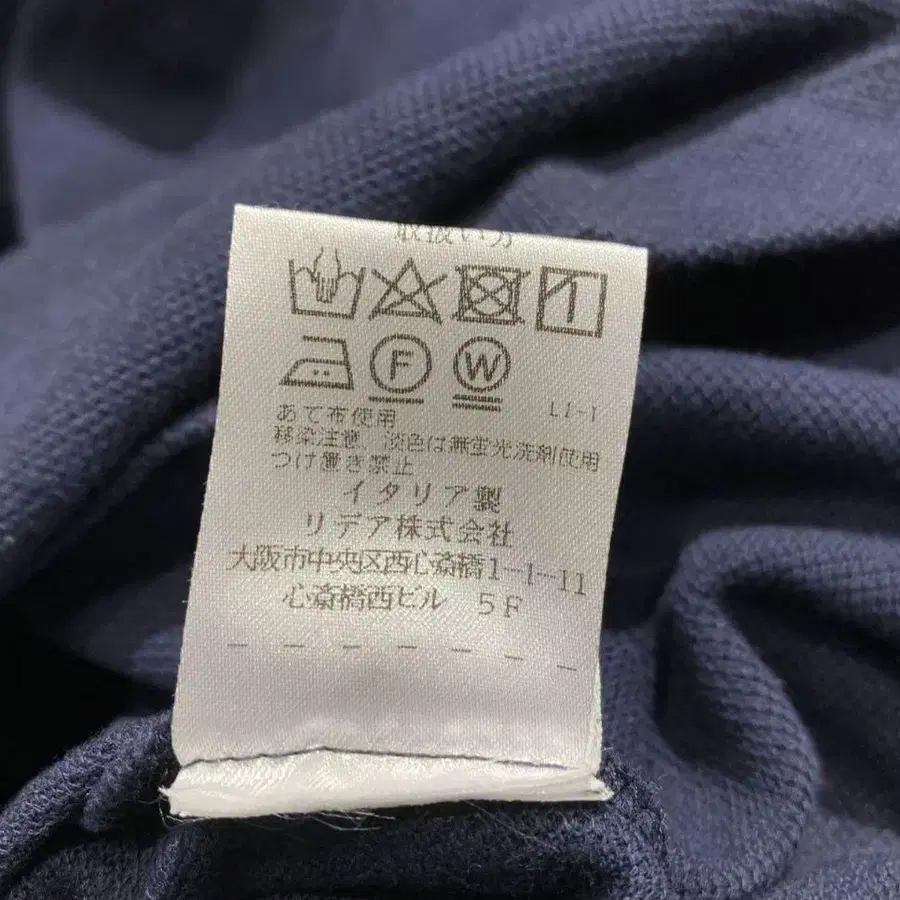 取扱い方
F W
L1-1
あて布使用
移染注意、淡色は無蛍光洗剤使用
つけ置き禁止
イタリア製
リデア株式会社
大阪市中央区西心斎橋1-1-11
心斎橋西ビル 5F